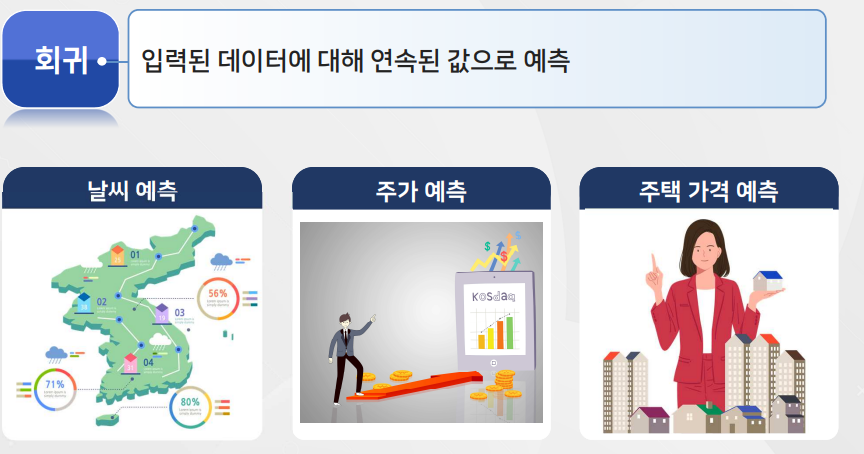 회귀
입력된 데이터에 대해 연속된 값으로 예측
날씨 예측
주가 예측
주택 가격 예측
01
02
03
04
56%
71%
80%
$
$
$
KOSdaq